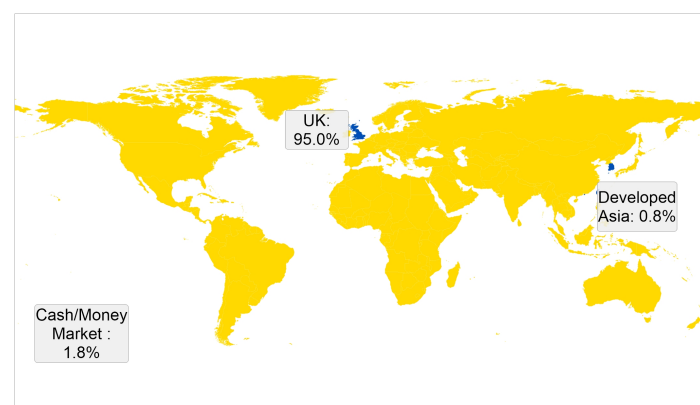 UK:
95.0%
Developed
Asia: 0.8%
Cash/Money
Market :
1.8%